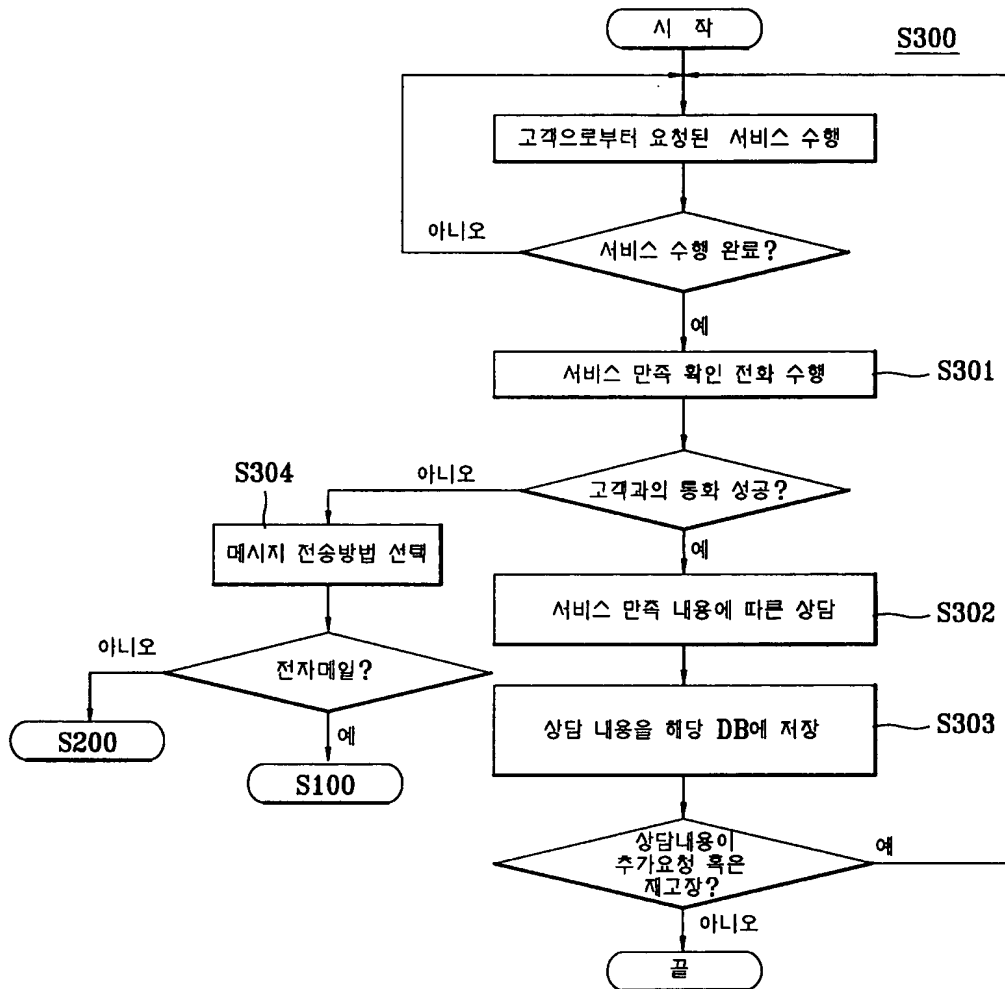 시 작
S300
고객으로부터 요청된 서비스 수행
아니오
서비스 수행 완료?
예
서비스 만족 확인 전화 수행
S301
S304
아니오
고객과의 통화 성공?
메시지 전송방법 선택
예
서비스 만족 내용에 따른 상담
S302
아니오
전자메일?
상담 내용을 해당 DB에 저장
S303
S200
예
S100
상담내용이
추가요청 혹은
재고장?
예
아니오
끝